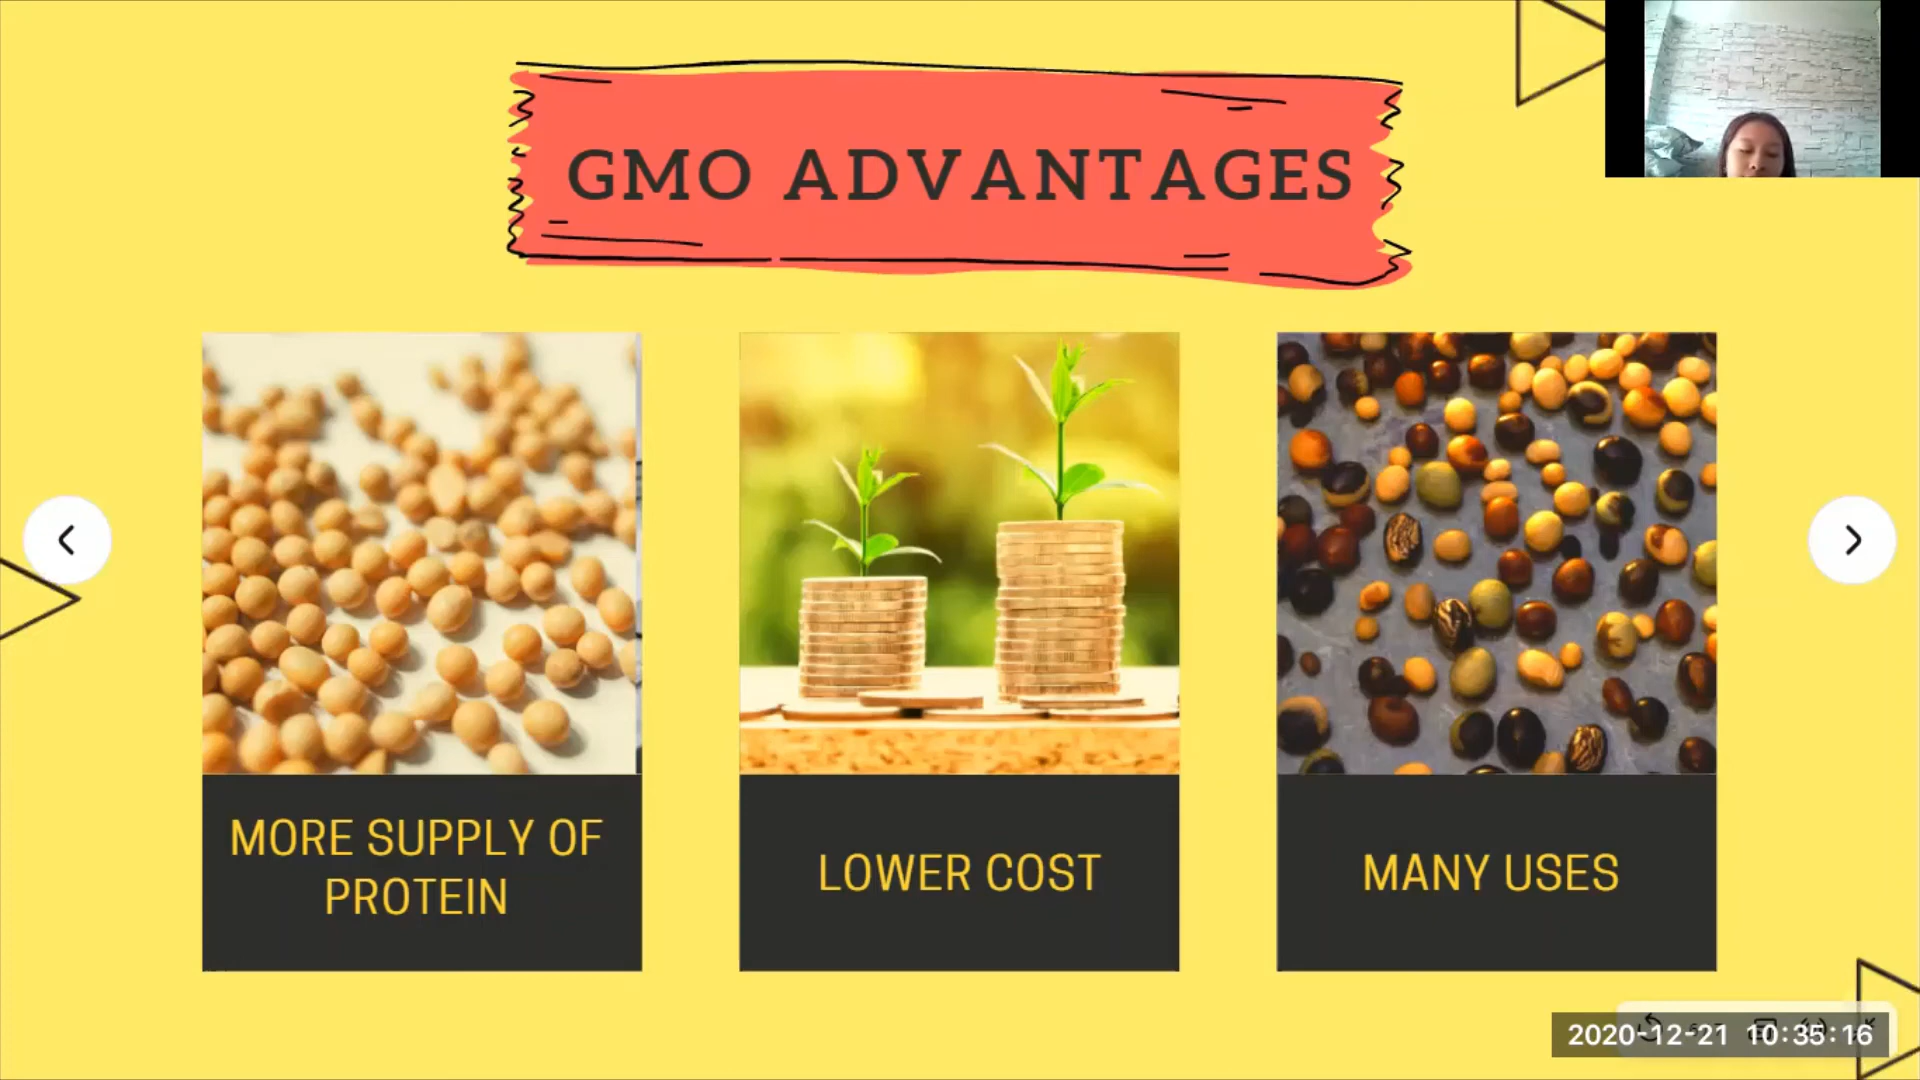 GMO ADVANTAGES
MORE SUPPLY OF
PROTEIN
LOWER COST
MANY USES
2020-12-21 10:35:16